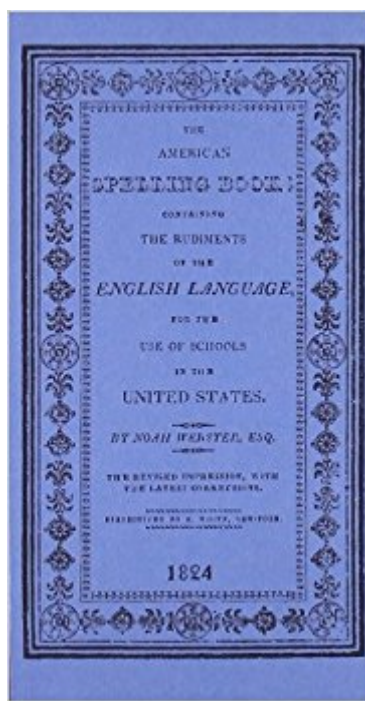 THE
AMERICAN
SPELLING BOOK;
CONTAINING
THE RUDIMENTS
OF THE
ENGLISH LANGUAGE,
FOR THE
USE OF SCHOOLS
IN THE
UNITED STATES.
BY NOAH WEBSTER, ESQ.
THE REVISED IMPRESSION, WITH
THE LATEST CORRECTIONS.
1824